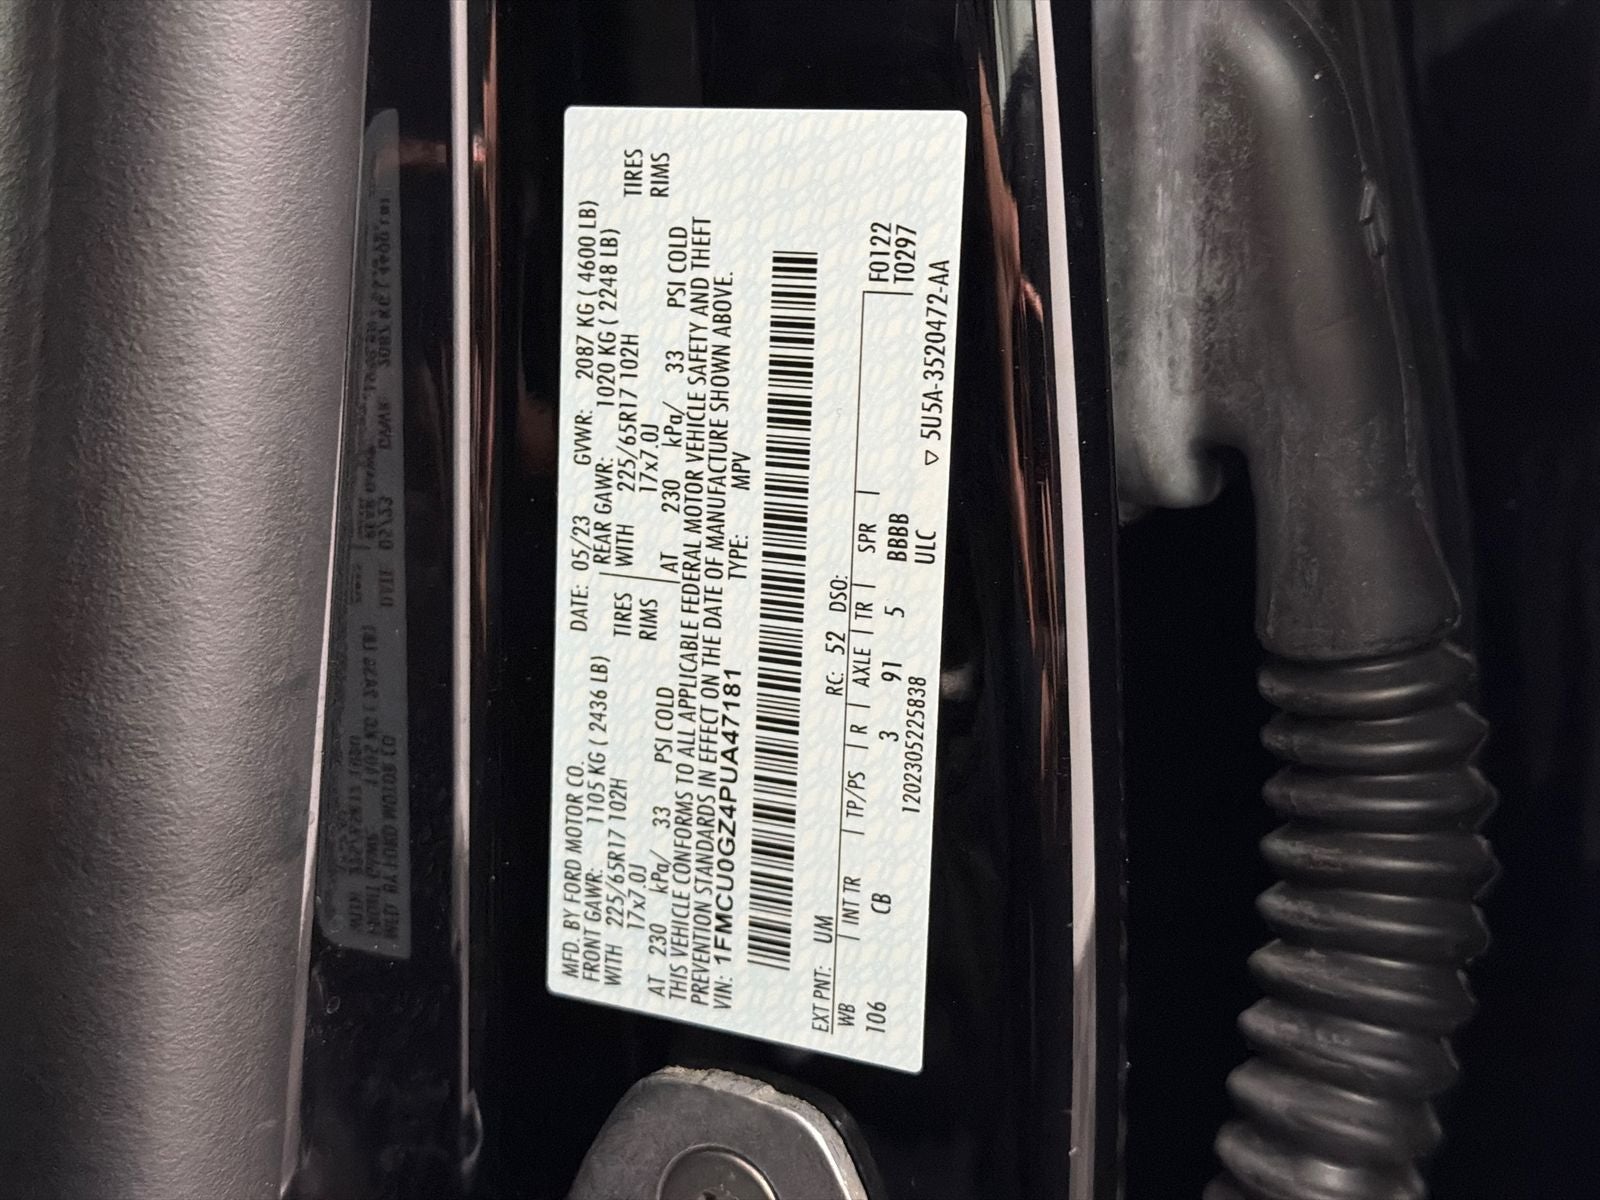 MFD. BY FORD MOTOR CO. DATE: 05/23 GVWR: 2087 KG ( 4600 LB)
FRONT GAWR: 1105 KG ( 2436 LB) REAR GAWR: 1020 KG ( 2248 LB)
WITH 225/65R17 102H TIRES WITH 225/65R17 102H TIRES
17x7.0J RIMS 17x7.0J RIMS
AT 230 kPa/ 33 PSI COLD AT 230 kPa/ 33 PSI COLD
THIS VEHICLE CONFORMS TO ALL APPLICABLE FEDERAL MOTOR VEHICLE SAFETY AND THEFT
PREVENTION STANDARDS IN EFFECT ON THE DATE OF MANUFACTURE SHOWN ABOVE.
VIN: 1FMCU0GZ4PUA47181 TYPE: MPV
EXT PNT: UM RC: 52 DSO:
WB INT TR TP/PS R AXLE TR SPR F0122
106 CB 3 91 5 BBBB T0297
120230522583​8 ULC
▽ 5U5A-3520472-AA